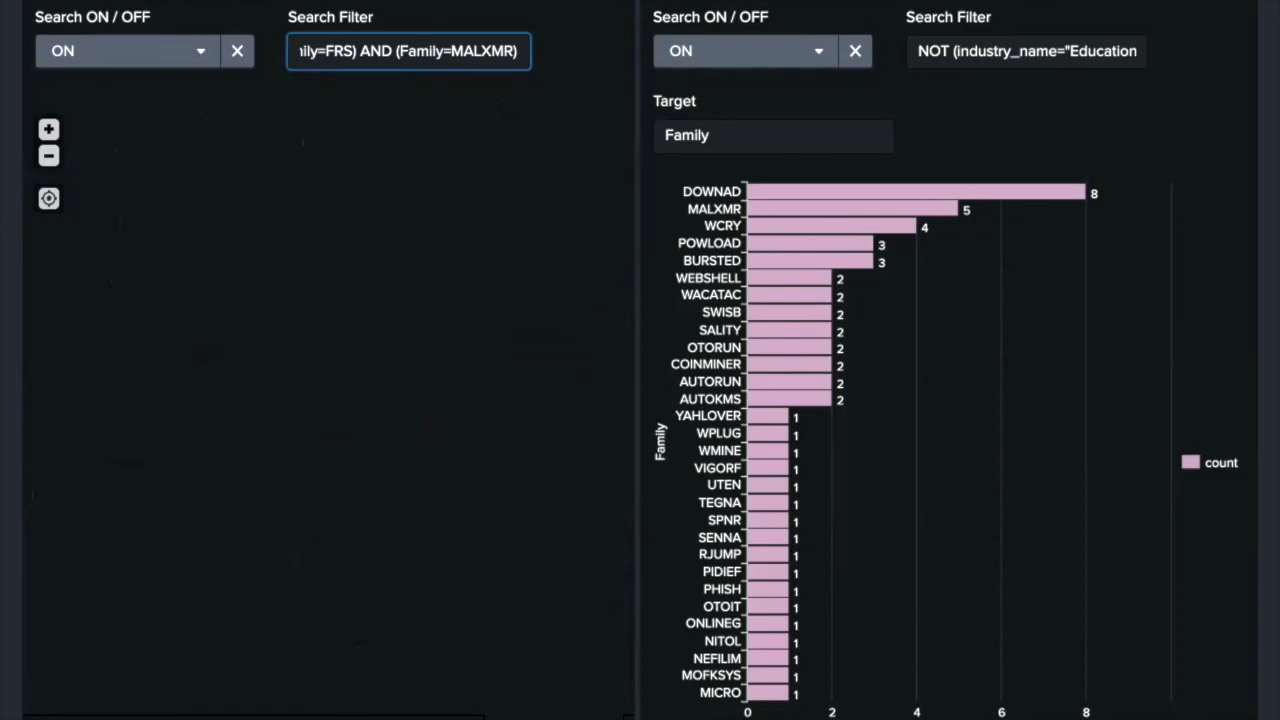 Search ON / OFF
Search Filter
ON
ily=FRS) AND (Family=MALXMR)
Search ON / OFF
Search Filter
ON
NOT (industry_name="Education
Target
Family
DOWNAD 8
MALXMR 5
WCRY 4
POWLOAD 3
BURSTED 3
WEBSHELL 2
WACATAC 2
SWISB 2
SALITY 2
OTORUN 2
COINMINER 2
AUTORUN 2
AUTOKMS 2
YAHLOVER 1
WPLUG 1
WMINE 1
VIGORF 1
UTEN 1
TEGNA 1
SPNR 1
SENNA 1
RJUMP 1
PIDIEF 1
PHISH 1
OTOIT 1
ONLINEG 1
NITOL 1
NEFILIM 1
MOFKSYS 1
MICRO 1
Family
0 2 4 6 8
count